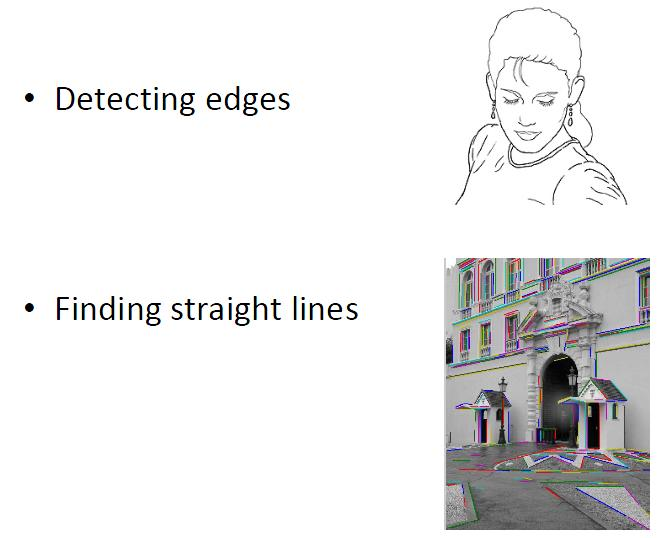 • Detecting edges
• Finding straight lines